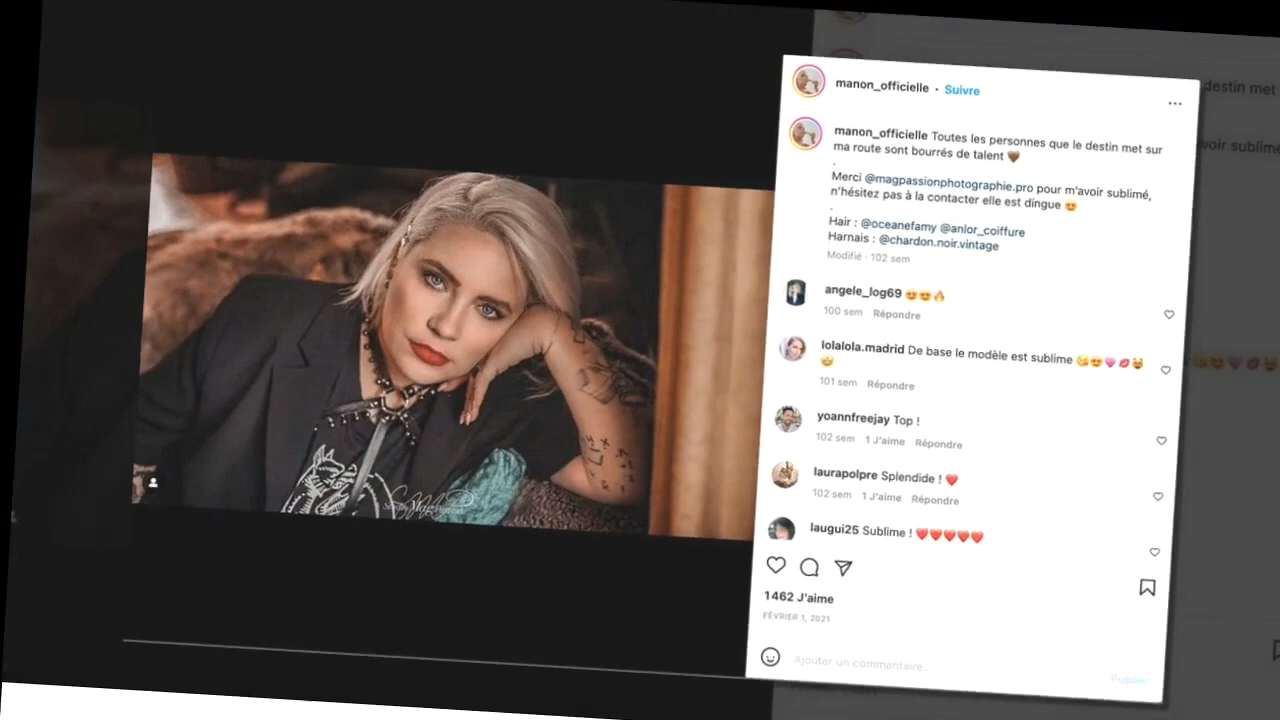 manon_officielle • Suivre
manon_officielle Toutes les personnes que le destin met sur
ma route sont bourrés de talent 🤎
.
Merci @magpassionphotographie.pro pour m'avoir sublimé,
n'hésitez pas à la contacter elle est dingue 😍
.
Hair : @oceanefamy @anlor_coiffure
Harnais : @chardon.noir.vintage
Modifié · 102 sem
angele_log69 😍😍🔥
100 sem Répondre
lolalola.madrid De base le modèle est sublime 😘😍💗💋😻
🤩
101 sem Répondre
yoannfreejay Top !
102 sem 1 J'aime Répondre
laurapolpre Splendide ! ❤️
102 sem 1 J'aime Répondre
laugui25 Sublime ! ❤️❤️❤️❤️❤️
1462 J'aime
FÉVRIER 1, 2021
Ajouter un commentaire...
Publier
destin met
voir sublimé